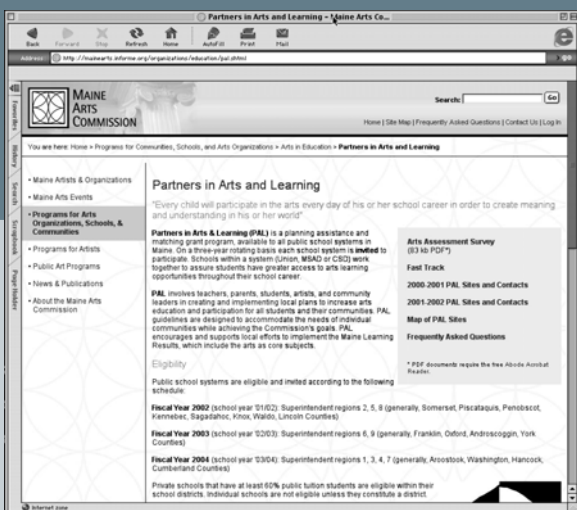 Partners in Arts and Learning - Maine Arts Co...
Back Forward Stop Refresh Home AutoFill Print Mail
Address http://mainearts.informe.org/organizations/education/pal.shtml go
Favorites
History
Search
Scrapbook
Page Holder
MAINE
ARTS
COMMISSION
Search: Go
Home | Site Map | Frequently Asked Questions | Contact Us | Log In
You are here: Home » Programs for Communities, Schools, and Arts Organizations » Arts in Education » Partners in Arts and Learning
• Maine Artists & Organizations
• Maine Arts Events
• Programs for Arts
Organizations, Schools, &
Communities
• Programs for Artists
• Public Art Programs
• News & Publications
• About the Maine Arts
Commission
Partners in Arts and Learning
"Every child will participate in the arts every day of his or her school career in order to create meaning
and understanding in his or her world"
Partners in Arts & Learning (PAL) is a planning assistance and
matching grant program, available to all public school systems in
Maine. On a three-year rotating basis each school system is invited to
participate. Schools within a system (Union, MSAD or CSD) work
together to assure students have greater access to arts learning
opportunities throughout their school career.
PAL involves teachers, parents, students, artists, and community
leaders in creating and implementing local plans to increase arts
education and participation for all students and their communities. PAL
guidelines are designed to accommodate the needs of individual
communities while achieving the Commission's goals. PAL
encourages and supports local efforts to implement the Maine Learning
Results, which include the arts as core subjects.
Arts Assessment Survey
(83 kb PDF*)
Fast Track
2000-2001 PAL Sites and Contacts
2001-2002 PAL Sites and Contacts
Map of PAL Sites
Frequently Asked Questions
* PDF documents require the free Abode Acrobat
Reader.
Eligibility
Public school systems are eligible and invited according to the following
schedule:
Fiscal Year 2002 (school year '01/02): Superintendent regions 2, 5, 8 (generally, Somerset, Piscataquis, Penobscot,
Kennebec, Sagadahoc, Knox, Waldo, Lincoln Counties)
Fiscal Year 2003 (school year '02/03): Superintendent regions 6, 9 (generally, Franklin, Oxford, Androscoggin, York
Counties)
Fiscal Year 2004 (school year '03/04): Superintendent regions 1, 3, 4, 7 (generally, Aroostook, Washington, Hancock,
Cumberland Counties)
Private schools that have at least 60% public tuition students are eligible within their
school districts. Individual schools are not eligible unless they constitute a district.
Internet zone